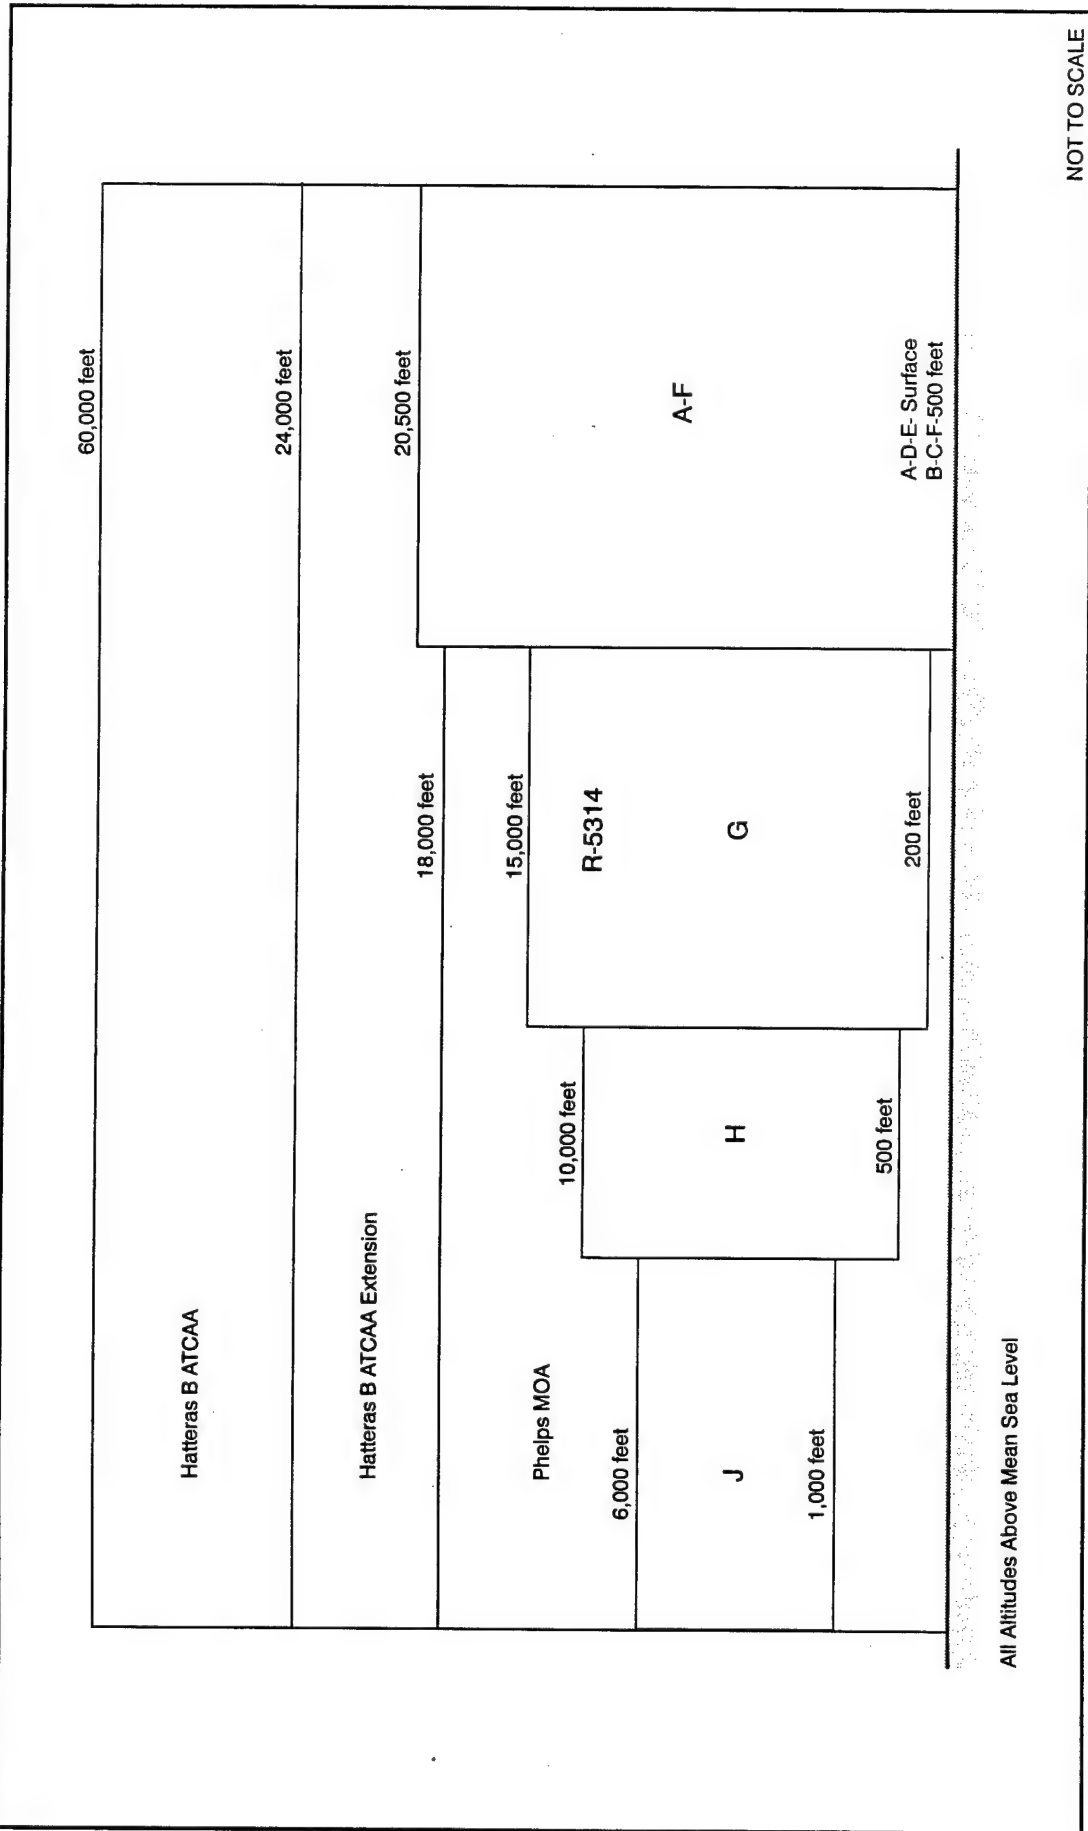 60,000 feet
Hatteras B ATCAA
24,000 feet
Hatteras B ATCAA Extension
20,500 feet
18,000 feet
Phelps MOA
15,000 feet
10,000 feet
R-5314
6,000 feet
J
H
G
A-F
1,000 feet
500 feet
200 feet
A-D-E- Surface
B-C-F-500 feet
All Altitudes Above Mean Sea Level
NOT TO SCALE